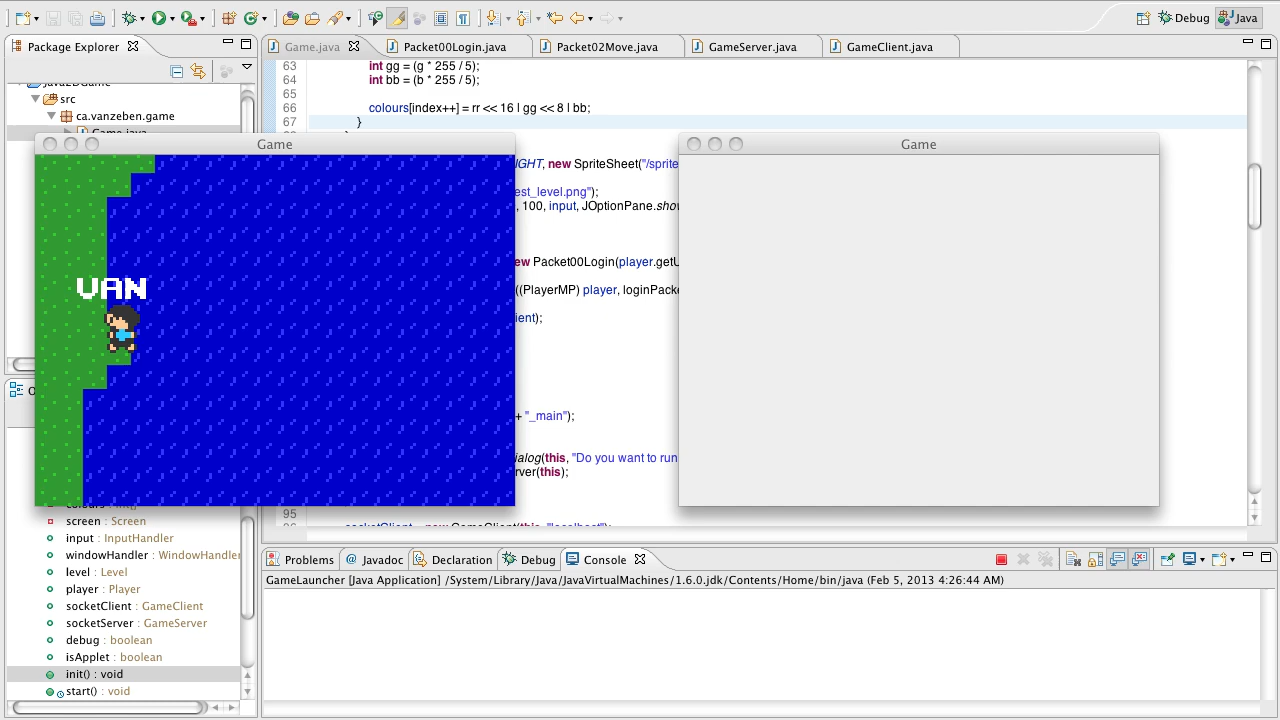 Debug
Java
Package Explorer
Game.java
Packet00Login.java
Packet02Move.java
GameServer.java
GameClient.java
src
ca.vanzeben.game
63 int gg = (g * 255 / 5);
64 int bb = (b * 255 / 5);
65
66 colours[index++] = rr << 16 | gg << 8 | bb;
67 }
Game
Game
new SpriteSheet("/sprite
est_level.png");
, 100, input, JOptionPane.show
VAN
ew Packet00Login(player.getU
((PlayerMP) player, loginPacke
ient);
+ "_main");
ialog(this, "Do you want to run
rver(this);
95
screen : Screen
input : InputHandler
windowHandler : WindowHandler
level : Level
player : Player
socketClient : GameClient
socketServer : GameServer
debug : boolean
isApplet : boolean
init() : void
start() : void
Problems
@ Javadoc
Declaration
Debug
Console
GameLauncher [Java Application] /System/Library/Java/JavaVirtualMachines/1.6.0.jdk/Contents/Home/bin/java (Feb 5, 2013 4:26:44 AM)